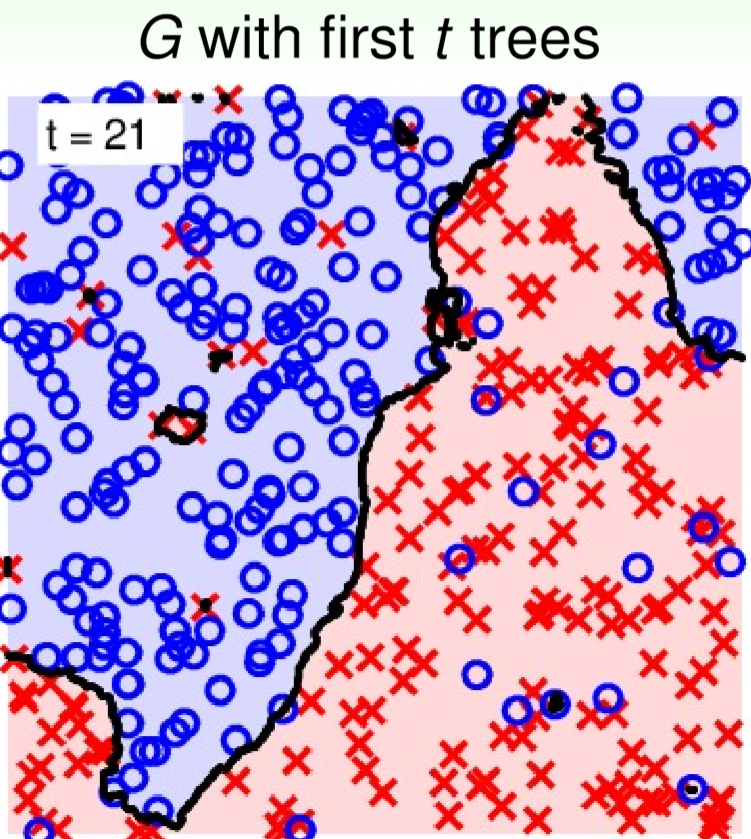 G with first t trees
t = 21